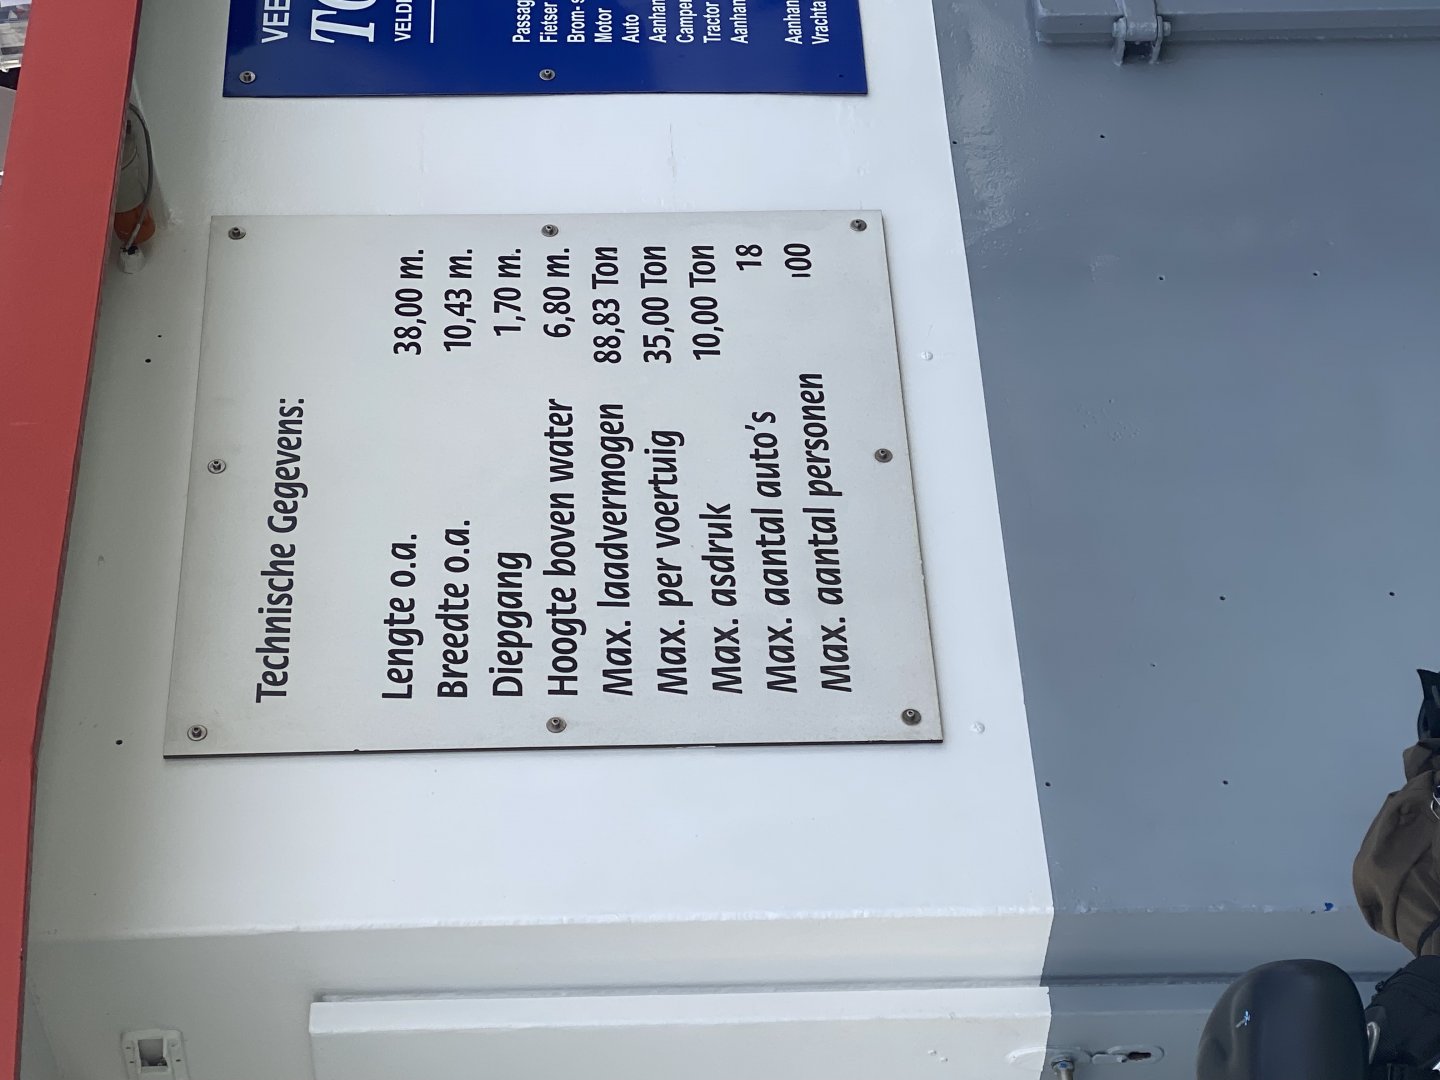 Technische Gegevens:
Lengte o.a. 38,00 m.
Breedte o.a. 10,43 m.
Diepgang 1,70 m.
Hoogte boven water 6,80 m.
Max. laadvermogen 88,83 Ton
Max. per voertuig 35,00 Ton
Max. asdruk 10,00 Ton
Max. aantal auto's 18
Max. aantal personen 100
Fietser
Motor
Auto
Tractor